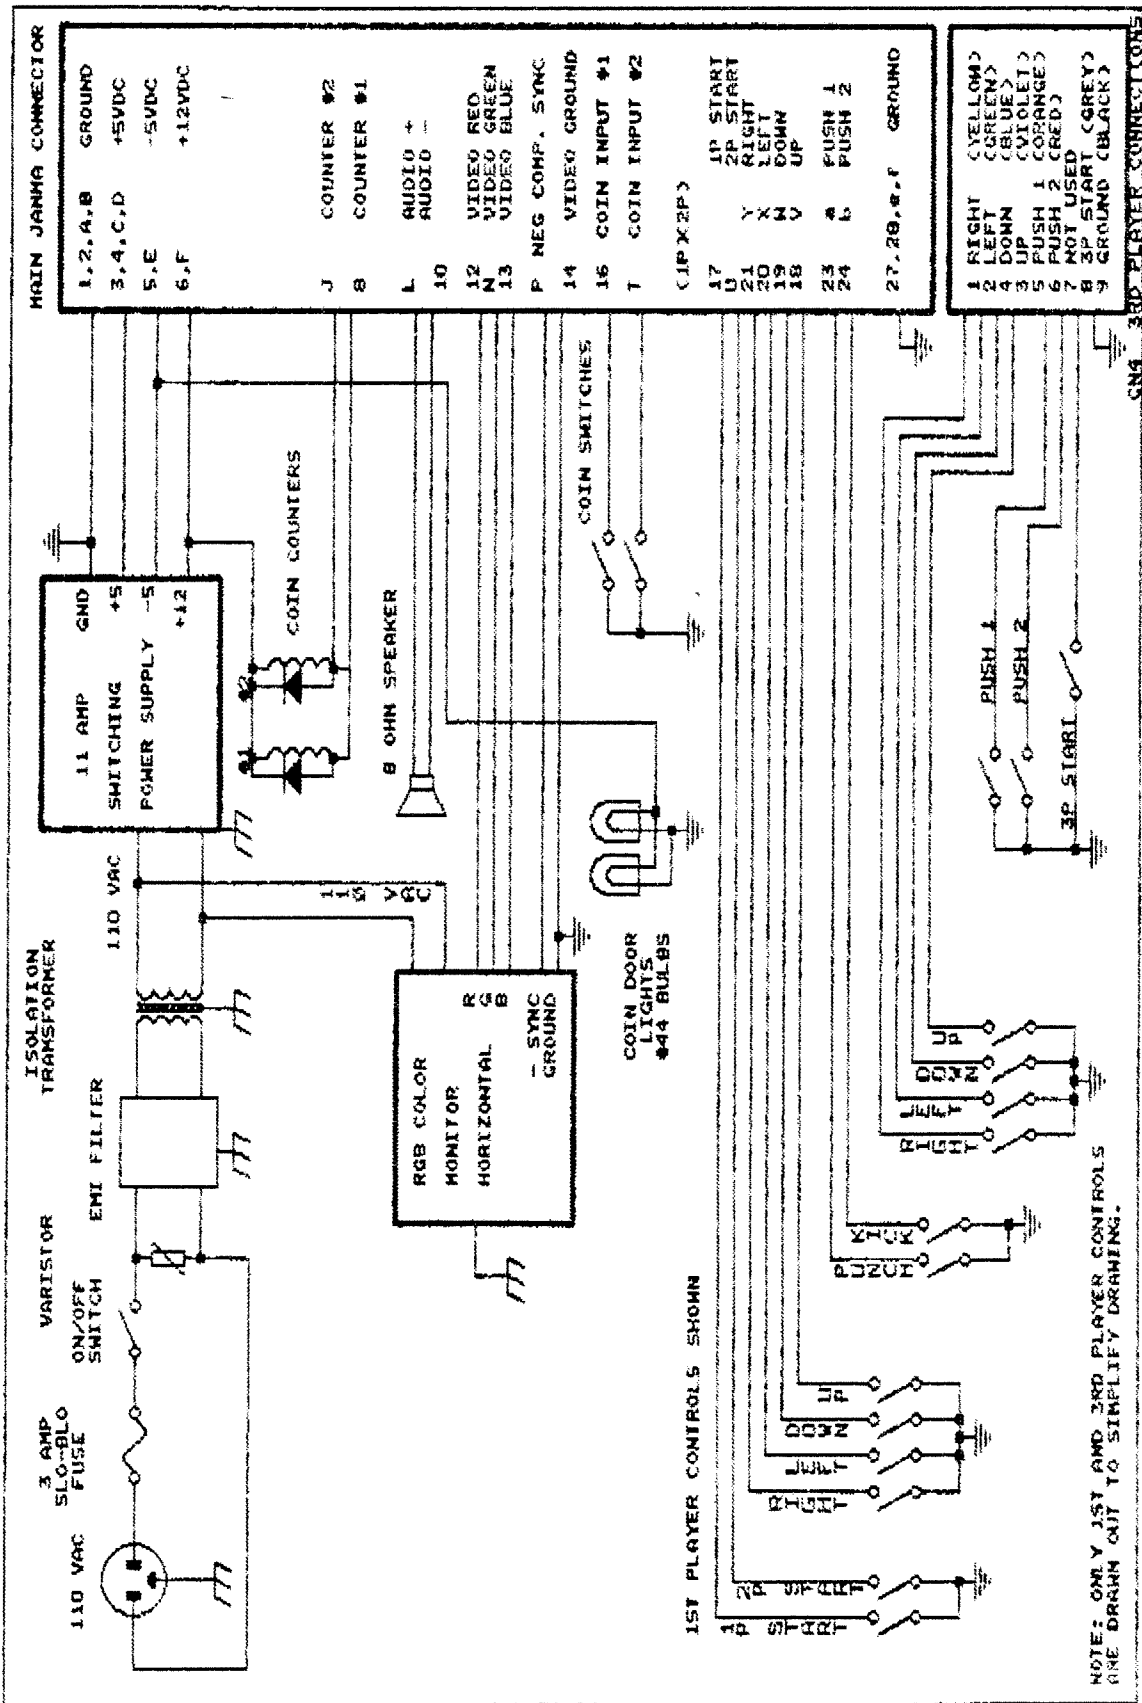 MAIN JAMMA CONNECTOR
1,2,A,B GROUND
3,4,C,D +5VDC
5,E -5VDC
6,F +12VDC
J COUNTER #2
8 COUNTER #1
L AUDIO +
10 AUDIO -
12 VIDEO RED
N VIDEO GREEN
13 VIDEO BLUE
P NEG COMP. SYNC
14 VIDEO GROUND
16 COIN INPUT #1
T COIN INPUT #2
(1P)(2P)
17 1P START
U 2P START
21 Y RIGHT
20 X LEFT
19 W DOWN
18 V UP
23 a PUSH 1
24 b PUSH 2
27,28,e,f GROUND
1 RIGHT (YELLOW)
2 LEFT (GREEN)
4 DOWN (BLUE)
3 UP (VIOLET)
5 PUSH 1 (ORANGE)
6 PUSH 2 (RED)
7 NOT USED
8 3P START (GREY)
9 GROUND (BLACK)
CN4 3RD PLAYER CONNECTIONS
110 VAC
3 AMP
SLO-BLO
FUSE
ON/OFF
SWITCH
VARISTOR
EMI FILTER
ISOLATION
TRANSFORMER
110 VAC
11 AMP GND
SWITCHING +5
POWER SUPPLY -5
+12
#1
#2
COIN COUNTERS
110 VAC
8 OHM SPEAKER
RGB COLOR
MONITOR
HORIZONTAL
R
G
B
- SYNC
GROUND
COIN DOOR
LIGHTS
#44 BULBS
COIN SWITCHES
1ST PLAYER CONTROLS SHOWN
1P START
2P START
RIGHT
LEFT
DOWN
UP
PUNCH
KICK
RIGHT
LEFT
DOWN
UP
PUSH 1
PUSH 2
3P START
NOTE: ONLY 1ST AND 3RD PLAYER CONTROLS
ARE DRAWN OUT TO SIMPLIFY DRAWING.